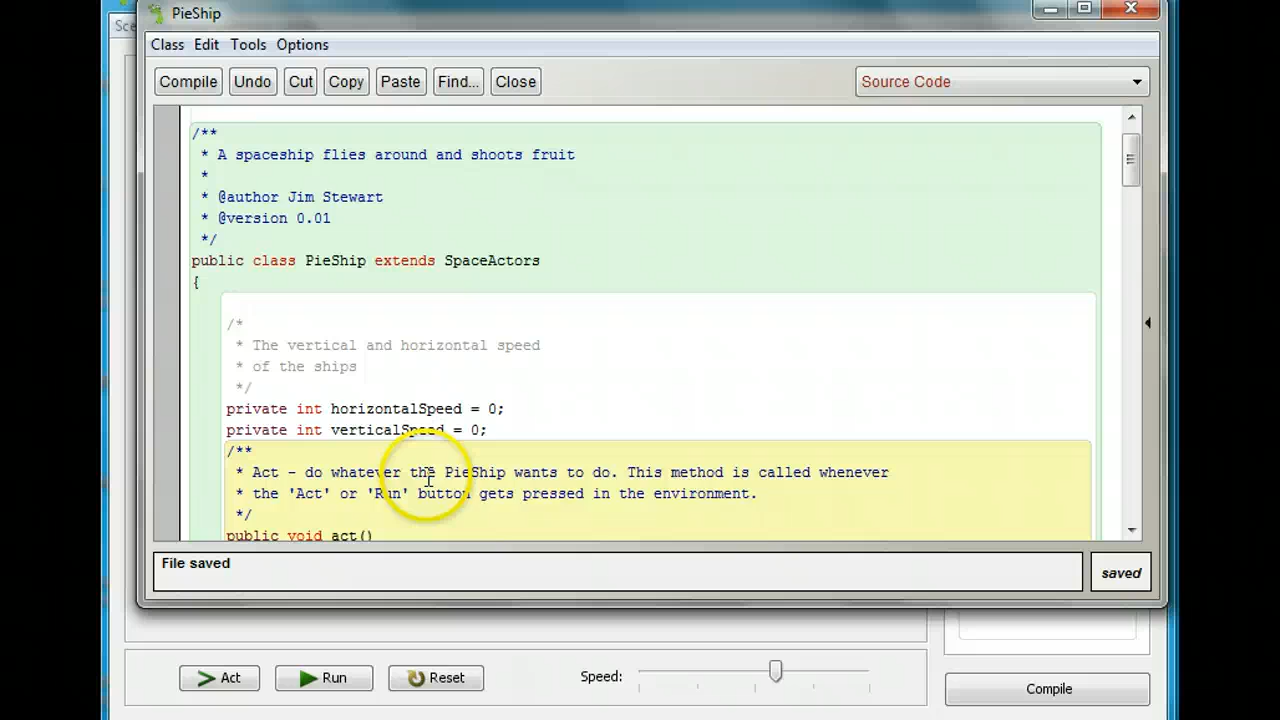 PieShip
Sce
Class Edit Tools Options
Compile Undo Cut Copy Paste Find... Close Source Code
/**
* A spaceship flies around and shoots fruit
*
* @author Jim Stewart
* @version 0.01
*/
public class PieShip extends SpaceActors
{
/*
* The vertical and horizontal speed
* of the ships
*/
private int horizontalSpeed = 0;
private int verticalSpeed = 0;
/**
* Act - do whatever the PieShip wants to do. This method is called whenever
* the 'Act' or 'Run' button gets pressed in the environment.
*/
public void act()
File saved saved
Act Run Reset Speed: Compile